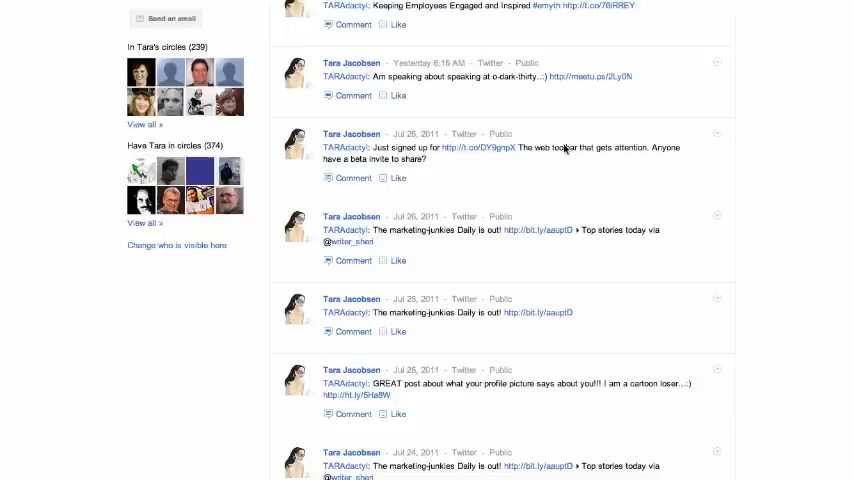 Send an email
In Tara's circles (239)
View all »
Have Tara in circles (374)
View all »
Change who is visible here
TARAdactyl: Keeping Employees Engaged and Inspired #emyth
Comment Like
Tara Jacobsen - Yesterday 6:15 AM - Twitter - Public
TARAdactyl: Am speaking about speaking at o-dark-thirty...:) http://meetu.ps/2Ly0N
Comment Like
Tara Jacobsen - Jul 26, 2011 - Twitter - Public
TARAdactyl: Just signed up for http://t.co/DY9gnpX The web toolbar that gets attention. Anyone
have a beta invite to share?
Comment Like
Tara Jacobsen - Jul 26, 2011 - Twitter - Public
TARAdactyl: The marketing-junkies Daily is out! http://bit.ly/aauptD ▸ Top stories today via
@writer_sheri
Comment Like
Tara Jacobsen - Jul 25, 2011 - Twitter - Public
TARAdactyl: The marketing-junkies Daily is out! http://bit.ly/aauptD
Comment Like
Tara Jacobsen - Jul 25, 2011 - Twitter - Public
TARAdactyl: GREAT post about what your profile picture says about you!!! I am a cartoon loser...:)
http://ht.ly/5Ha8W
Comment Like
Tara Jacobsen - Jul 24, 2011 - Twitter - Public
TARAdactyl: The marketing-junkies Daily is out! http://bit.ly/aauptD ▸ Top stories today via
@writer_sheri